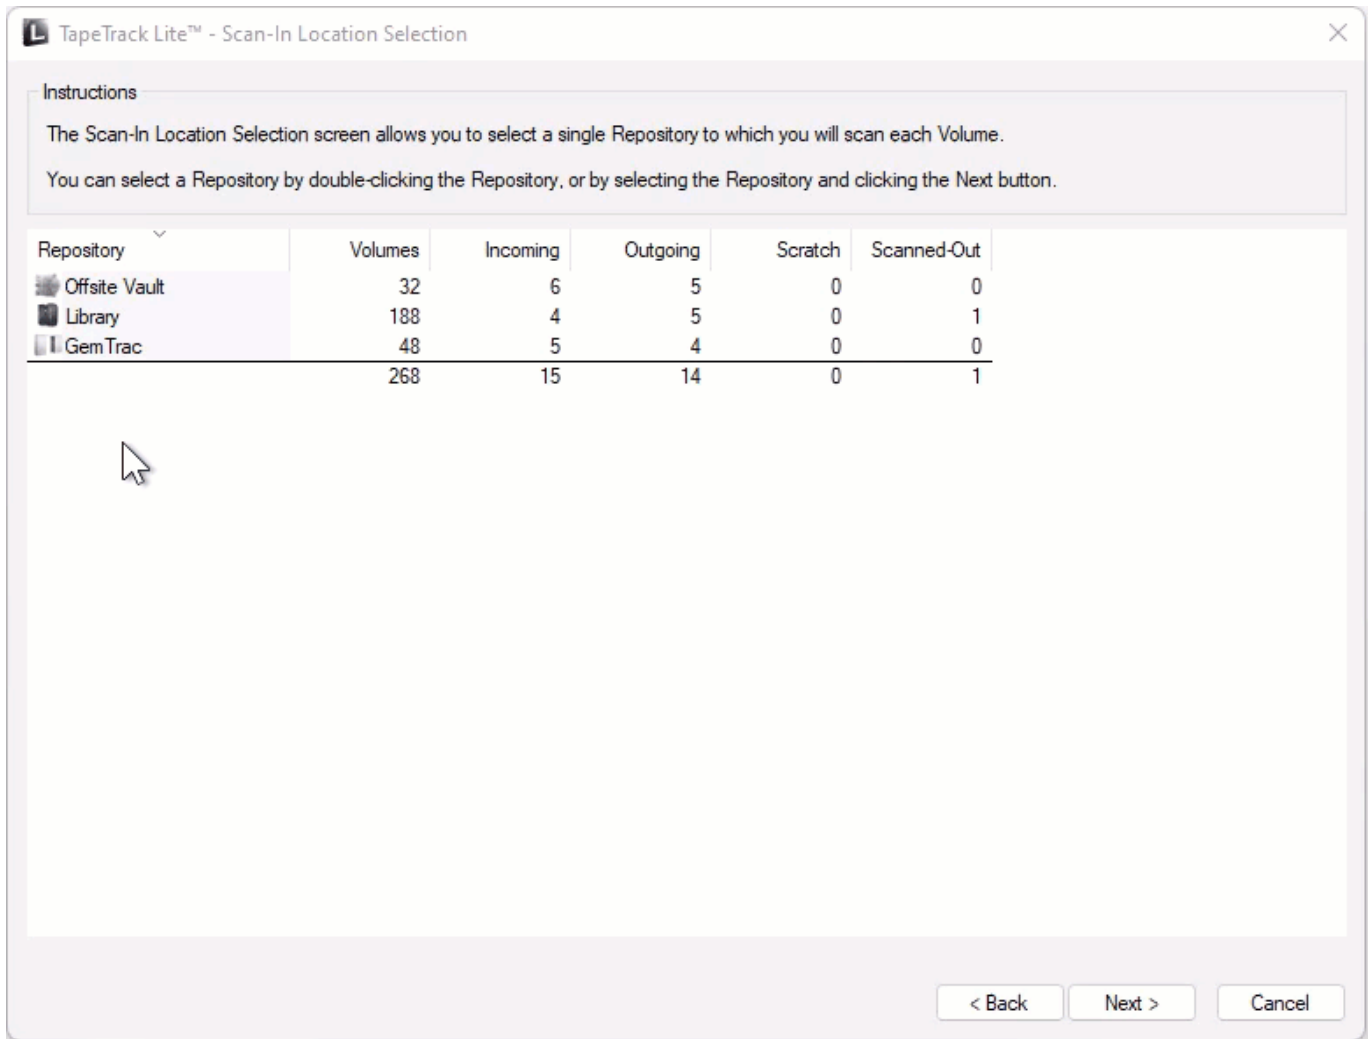 TapeTrack Lite™ - Scan-In Location Selection
Instructions
The Scan-In Location Selection screen allows you to select a single Repository to which you will scan each Volume.
You can select a Repository by double-clicking the Repository, or by selecting the Repository and clicking the Next button.
Repository Volumes Incoming Outgoing Scratch Scanned-Out
Offsite Vault 32 6 5 0 0
Library 188 4 5 0 1
GemTrac 48 5 4 0 0
268 15 14 0 1
< Back Next > Cancel